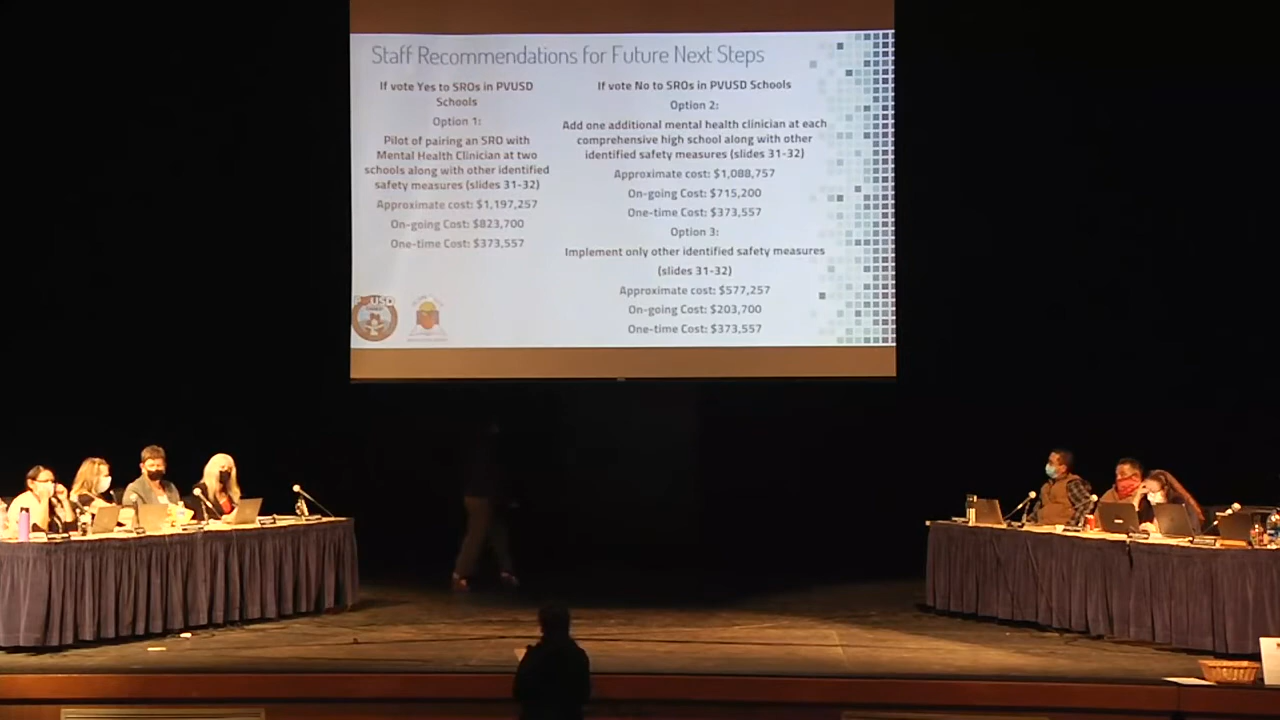 Staff Recommendations for Future Next Steps
If vote Yes to SROs in PVUSD
Schools
Option 1:
Pilot of pairing an SRO with
Mental Health Clinician at two
schools along with other identified
safety measures (slides 31-32)
Approximate cost: $1,197,257
On-going Cost: $823,700
One-time Cost: $373,557
If vote No to SROs in PVUSD Schools
Option 2:
Add one additional mental health clinician at each
comprehensive high school along with other
identified safety measures (slides 31-32)
Approximate cost: $1,088,757
On-going Cost: $715,200
One-time Cost: $373,557
Option 3:
Implement only other identified safety measures
(slides 31-32)
Approximate cost: $577,257
On-going Cost: $203,700
One-time Cost: $373,557